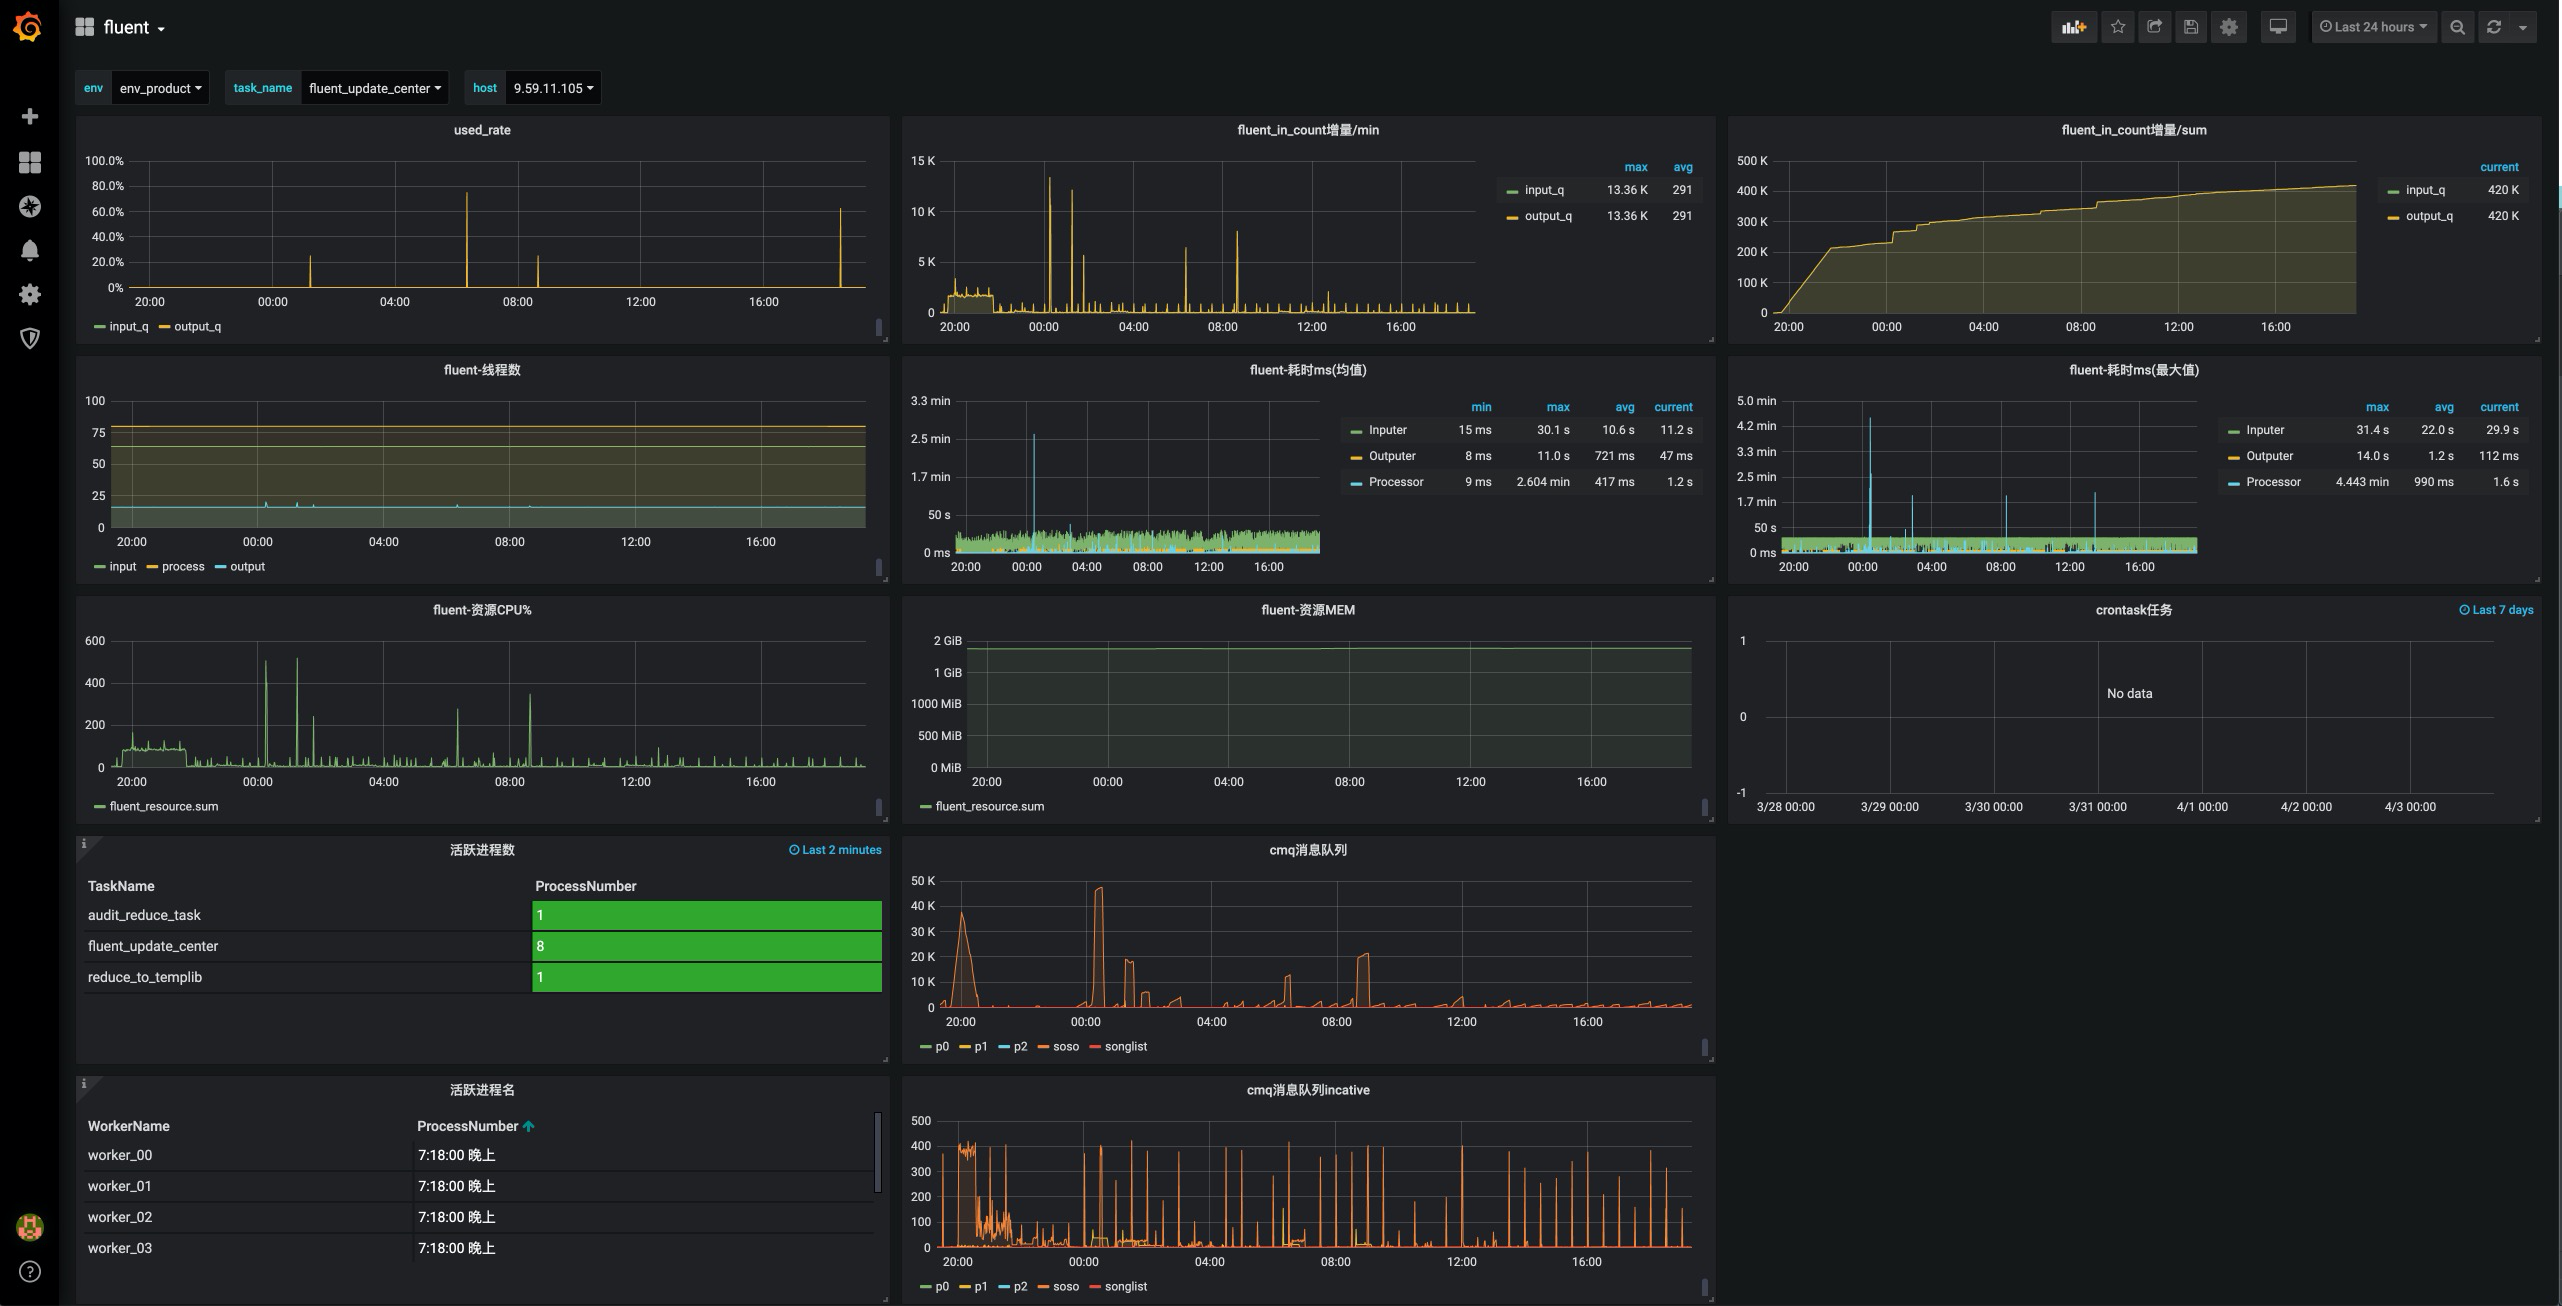 fluent
Last 24 hours
env env_product task_name fluent_update_center host 9.59.11.105
used_rate
100.0%
80.0%
60.0%
40.0%
20.0%
0%
20:00 00:00 04:00 08:00 12:00 16:00
input_q output_q
fluent_in_count增量/min
15 K
10 K
5 K
0
20:00 00:00 04:00 08:00 12:00 16:00
max avg
input_q 13.36 K 291
output_q 13.36 K 291
fluent_in_count增量/sum
500 K
400 K
300 K
200 K
100 K
0
20:00 00:00 04:00 08:00 12:00 16:00
current
input_q 420 K
output_q 420 K
fluent-线程数
100
75
50
25
0
20:00 00:00 04:00 08:00 12:00 16:00
input process output
fluent-耗时ms(均值)
3.3 min
2.5 min
1.7 min
50 s
0 ms
20:00 00:00 04:00 08:00 12:00 16:00
min max avg current
Inputer 15 ms 30.1 s 10.6 s 11.2 s
Outputer 8 ms 11.0 s 721 ms 47 ms
Processor 9 ms 2.604 min 417 ms 1.2 s
fluent-耗时ms(最大值)
5.0 min
4.2 min
3.3 min
2.5 min
1.7 min
50 s
0 ms
20:00 00:00 04:00 08:00 12:00 16:00
max avg current
Inputer 31.4 s 22.0 s 29.9 s
Outputer 14.0 s 1.2 s 112 ms
Processor 4.443 min 990 ms 1.6 s
fluent-资源CPU%
600
400
200
0
20:00 00:00 04:00 08:00 12:00 16:00
fluent_resource.sum
fluent-资源MEM
2 GiB
1 GiB
1000 MiB
500 MiB
0 MiB
20:00 00:00 04:00 08:00 12:00 16:00
fluent_resource.sum
crontask任务
Last 7 days
1
0
-1
No data
3/28 00:00 3/29 00:00 3/30 00:00 3/31 00:00 4/1 00:00 4/2 00:00 4/3 00:00
活跃进程数
Last 2 minutes
TaskName ProcessNumber
audit_reduce_task 1
fluent_update_center 8
reduce_to_templib 1
cmq消息队列
50 K
40 K
30 K
20 K
10 K
0
20:00 00:00 04:00 08:00 12:00 16:00
p0 p1 p2 soso songlist
活跃进程名
WorkerName ProcessNumber
worker_00 7:18:00 晚上
worker_01 7:18:00 晚上
worker_02 7:18:00 晚上
worker_03 7:18:00 晚上
cmq消息队列incative
500
400
300
200
100
0
20:00 00:00 04:00 08:00 12:00 16:00
p0 p1 p2 soso songlist